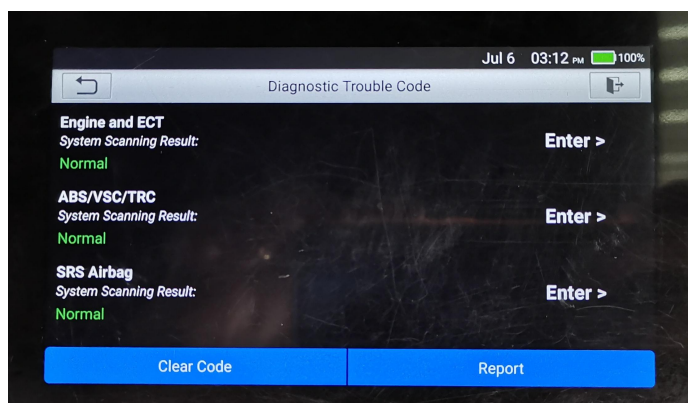 Jul 6 03:12 PM 100%
Diagnostic Trouble Code
Engine and ECT
System Scanning Result:
Enter >
Normal
ABS/VSC/TRC
System Scanning Result:
Enter >
Normal
SRS Airbag
System Scanning Result:
Enter >
Normal
Clear Code Report